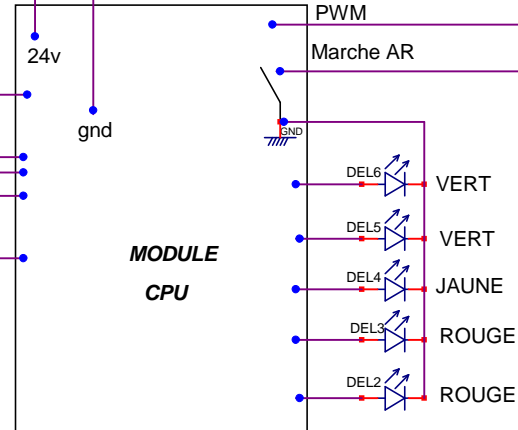 PWM
24v
Marche AR
gnd
GND
DEL6
VERT
DEL5
VERT
MODULE
CPU
DEL4
JAUNE
DEL3
ROUGE
DEL2
ROUGE